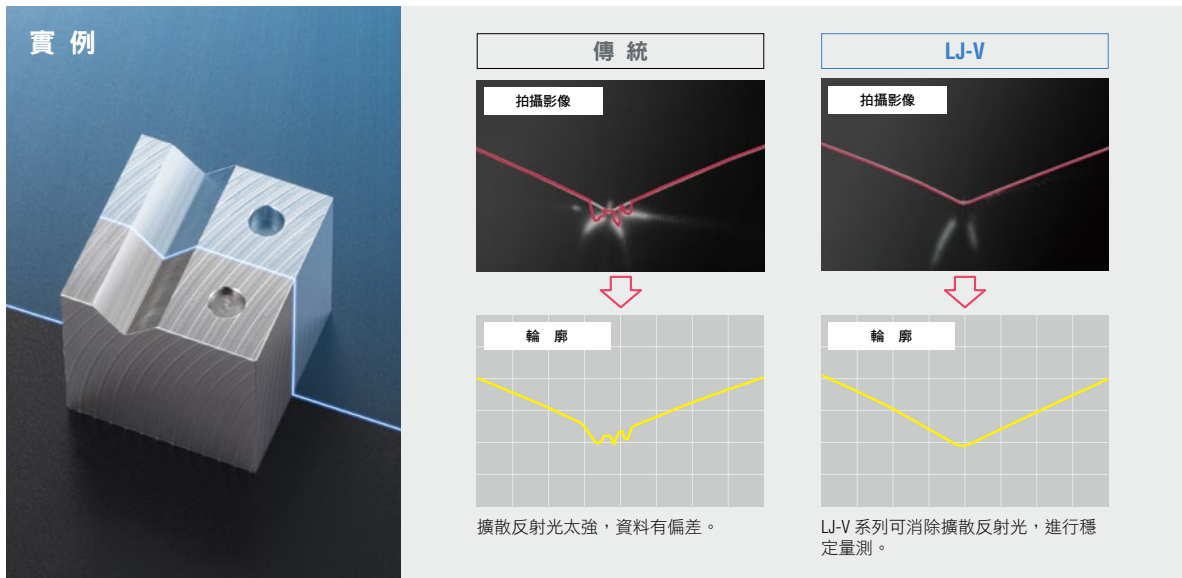 實例
傳統
拍攝影像
輪廓
擴散反射光太強，資料有偏差。
LJ-V
拍攝影像
輪廓
LJ-V 系列可消除擴散反射光，進行穩
定量測。